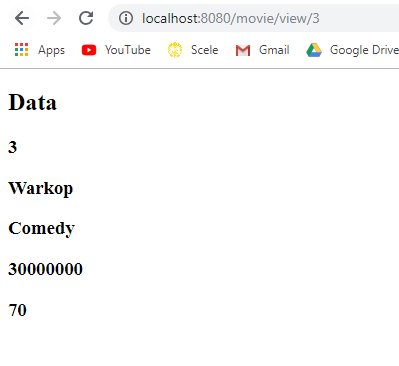 localhost:8080/movie/view/3
Apps YouTube Scele Gmail Google Drive
Data
3
Warkop
Comedy
30000000
70